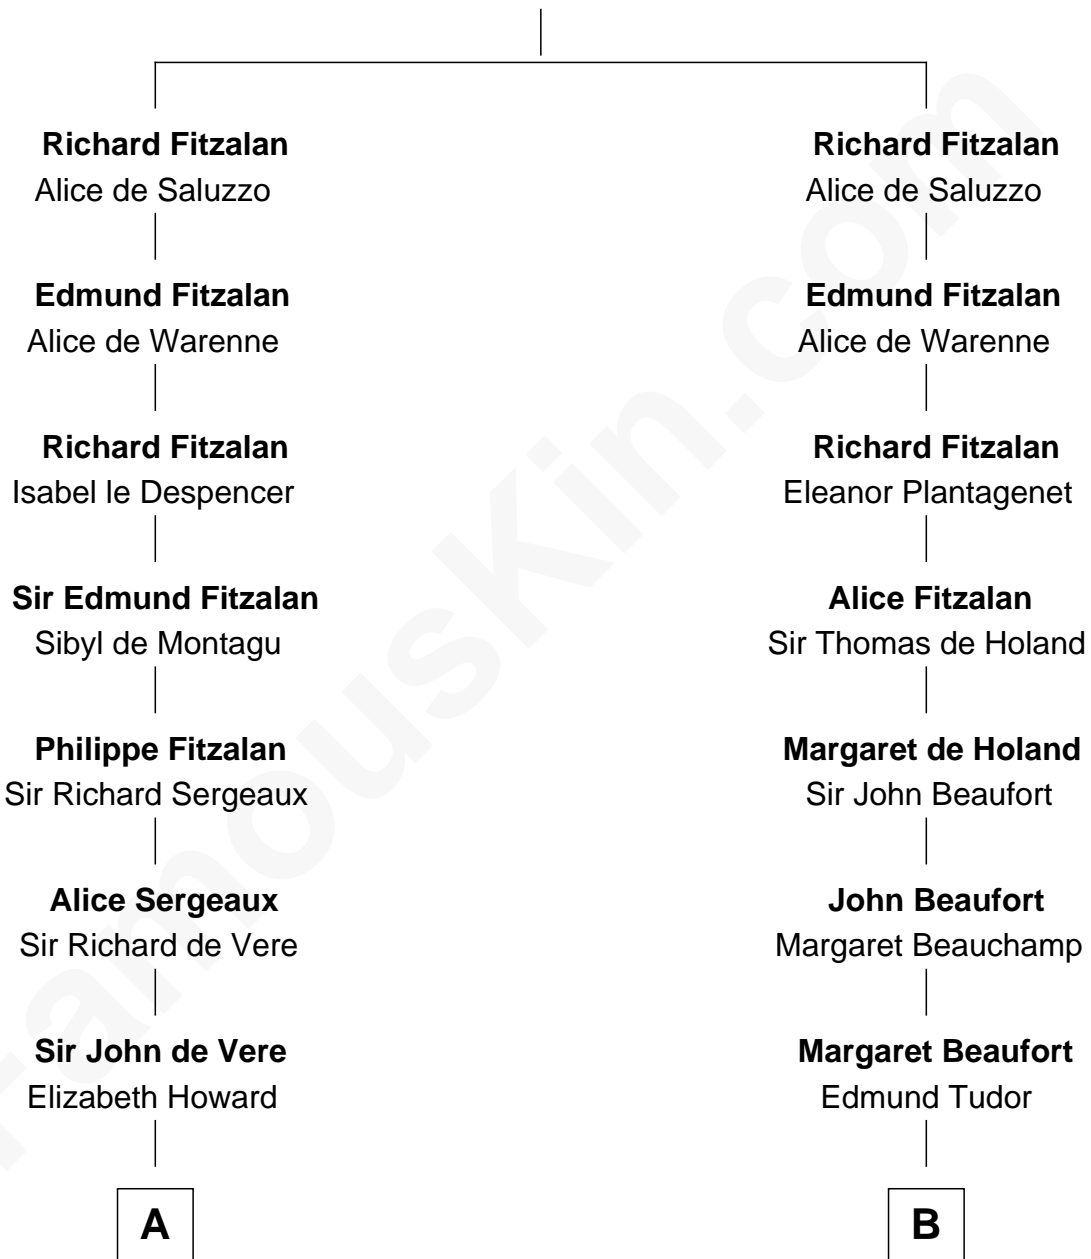 Richard Fitzalan
Alice de Saluzzo
Edmund Fitzalan
Alice de Warenne
Richard Fitzalan
Isabel le Despencer
Sir Edmund Fitzalan
Sibyl de Montagu
Philippe Fitzalan
Sir Richard Sergeaux
Alice Sergeaux
Sir Richard de Vere
Sir John de Vere
Elizabeth Howard
A
Richard Fitzalan
Alice de Saluzzo
Edmund Fitzalan
Alice de Warenne
Richard Fitzalan
Eleanor Plantagenet
Alice Fitzalan
Sir Thomas de Holand
Margaret de Holand
Sir John Beaufort
John Beaufort
Margaret Beauchamp
Margaret Beaufort
Edmund Tudor
B
FamousKin.com